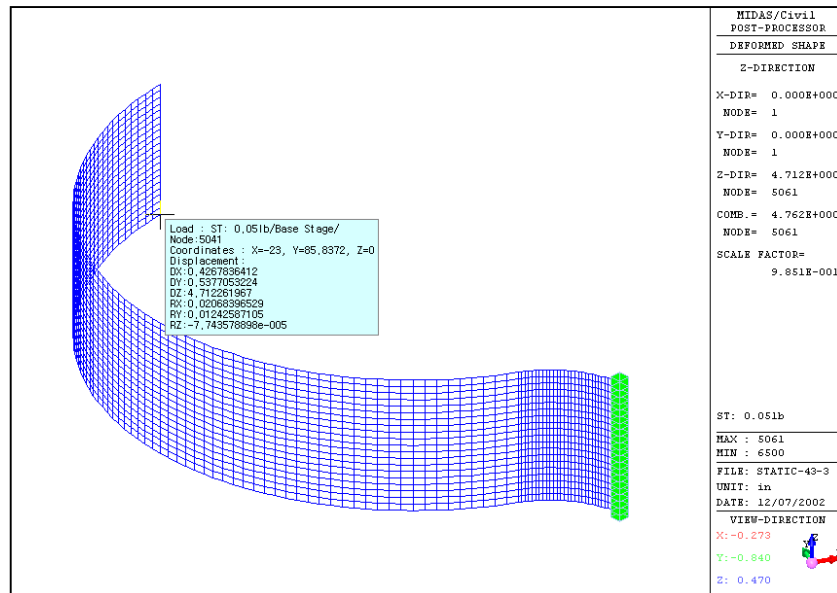 Load : ST: 0,05lb/Base Stage/
Node:5041
Coordinates : X=-23, Y=85,8372, Z=0
Displacement :
DX:0,4267836412
DY:0,5377053224
DZ:4,712261967
RX:0,02068396529
RY:0,01242587105
RZ:-7,743578898e-005
MIDAS/Civil
POST-PROCESSOR
DEFORMED SHAPE
Z-DIRECTION
X-DIR= 0.000E+000
NODE= 1
Y-DIR= 0.000E+000
NODE= 1
Z-DIR= 4.712E+000
NODE= 5061
COMB.= 4.762E+000
NODE= 5061
SCALE FACTOR=
9.851E-001
ST: 0.05lb
MAX : 5061
MIN : 6500
FILE: STATIC-43-3
UNIT: in
DATE: 12/07/2002
VIEW-DIRECTION
X:-0.273
Y:-0.840
Z: 0.470
Z